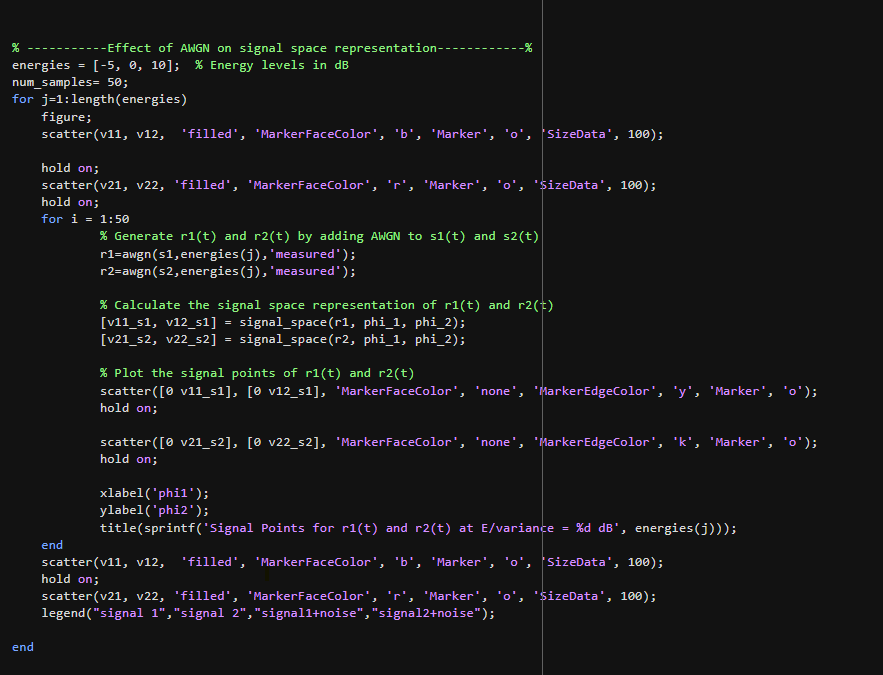 % -----------Effect of AWGN on signal space representation------------%
energies = [-5, 0, 10];  % Energy levels in dB
num_samples= 50;
for j=1:length(energies)
    figure;
    scatter(v11, v12,  'filled', 'MarkerFaceColor', 'b', 'Marker', 'o', 'SizeData', 100);
    hold on;
    scatter(v21, v22, 'filled', 'MarkerFaceColor', 'r', 'Marker', 'o', 'SizeData', 100);
    hold on;
    for i = 1:50
            % Generate r1(t) and r2(t) by adding AWGN to s1(t) and s2(t)
            r1=awgn(s1,energies(j),'measured');
            r2=awgn(s2,energies(j),'measured');
            % Calculate the signal space representation of r1(t) and r2(t)
            [v11_s1, v12_s1] = signal_space(r1, phi_1, phi_2);
            [v21_s2, v22_s2] = signal_space(r2, phi_1, phi_2);
            % Plot the signal points of r1(t) and r2(t)
            scatter([0 v11_s1], [0 v12_s1], 'MarkerFaceColor', 'none', 'MarkerEdgeColor', 'y', 'Marker', 'o');
            hold on;
            scatter([0 v21_s2], [0 v22_s2], 'MarkerFaceColor', 'none', 'MarkerEdgeColor', 'k', 'Marker', 'o');
            hold on;
            xlabel('phi1');
            ylabel('phi2');
            title(sprintf('Signal Points for r1(t) and r2(t) at E/variance = %d dB', energies(j)));
    end
    scatter(v11, v12,  'filled', 'MarkerFaceColor', 'b', 'Marker', 'o', 'SizeData', 100);
    hold on;
    scatter(v21, v22, 'filled', 'MarkerFaceColor', 'r', 'Marker', 'o', 'SizeData', 100);
    legend("signal 1","signal 2","signal1+noise","signal2+noise");
end